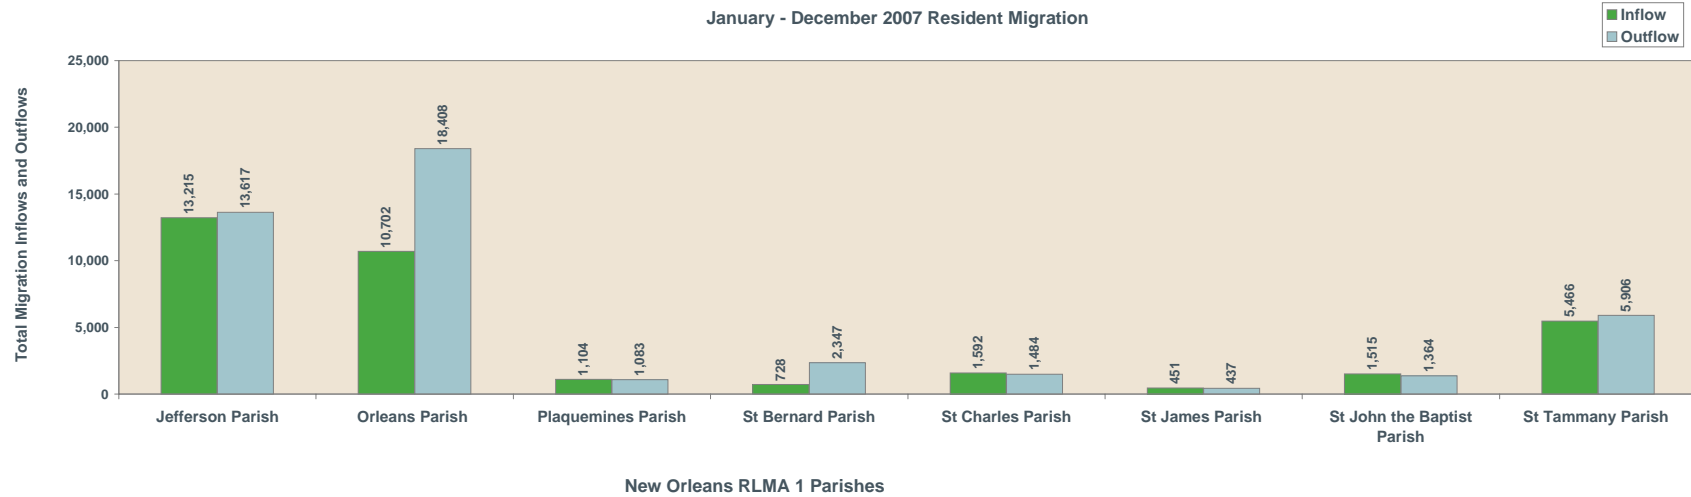 January - December 2007 Resident Migration
Inflow
Outflow
Total Migration Inflows and Outflows
25,000
20,000
15,000
10,000
5,000
0
13,215
13,617
10,702
18,408
1,104
1,083
728
2,347
1,592
1,484
451
437
1,515
1,364
5,466
5,906
Jefferson Parish
Orleans Parish
Plaquemines Parish
St Bernard Parish
St Charles Parish
St James Parish
St John the Baptist
Parish
St Tammany Parish
New Orleans RLMA 1 Parishes